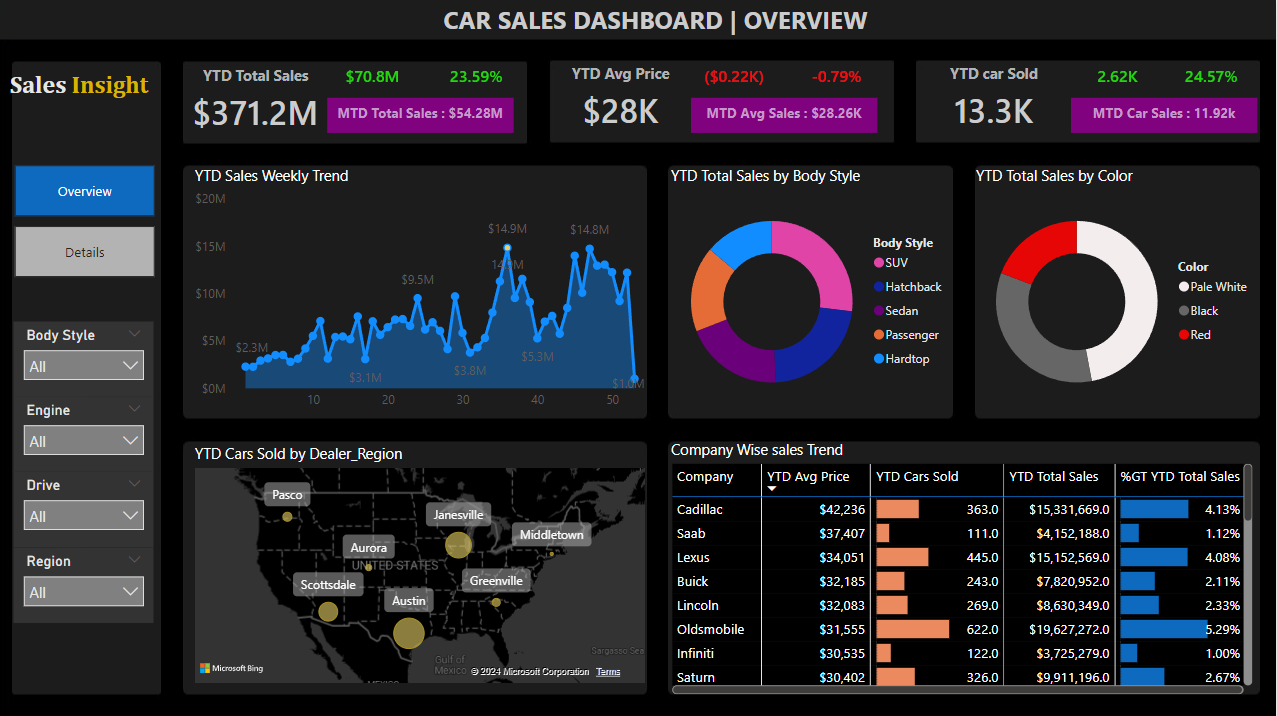 CAR SALES DASHBOARD | OVERVIEW
Sales Insight
YTD Total Sales $70.8M 23.59%
$371.2M MTD Total Sales : $54.28M
YTD Avg Price ($0.22K) -0.79%
$28K MTD Avg Sales : $28.26K
YTD car Sold 2.62K 24.57%
13.3K MTD Car Sales : 11.92k
Overview
Details
Body Style
All
Engine
All
Drive
All
Region
All
YTD Sales Weekly Trend
$20M
$15M
$10M
$5M
$0M
$2.3M
$3.1M
$9.5M
$3.8M
$14.9M
14.9M
$5.3M
$14.8M
10 20 30 40 50
YTD Total Sales by Body Style
Body Style
SUV
Hatchback
Sedan
Passenger
Hardtop
YTD Total Sales by Color
Color
Pale White
Black
Red
YTD Cars Sold by Dealer_Region
Pasco
Janesville
Middletown
Aurora
UNITED STATES
Scottsdale
Greenville
Austin
Gulf of
Mexico
Sargasso Sea
MEXICO
Microsoft Bing
© 2024 Microsoft Corporation Terms
Company Wise sales Trend
Company YTD Avg Price YTD Cars Sold YTD Total Sales %GT YTD Total Sales
Cadillac $42,236 363.0 $15,331,669.0 4.13%
Saab $37,407 111.0 $4,152,188.0 1.12%
Lexus $34,051 445.0 $15,152,569.0 4.08%
Buick $32,185 243.0 $7,820,952.0 2.11%
Lincoln $32,083 269.0 $8,630,349.0 2.33%
Oldsmobile $31,555 622.0 $19,627,272.0 5.29%
Infiniti $30,535 122.0 $3,725,279.0 1.00%
Saturn $30,402 326.0 $9,911,196.0 2.67%